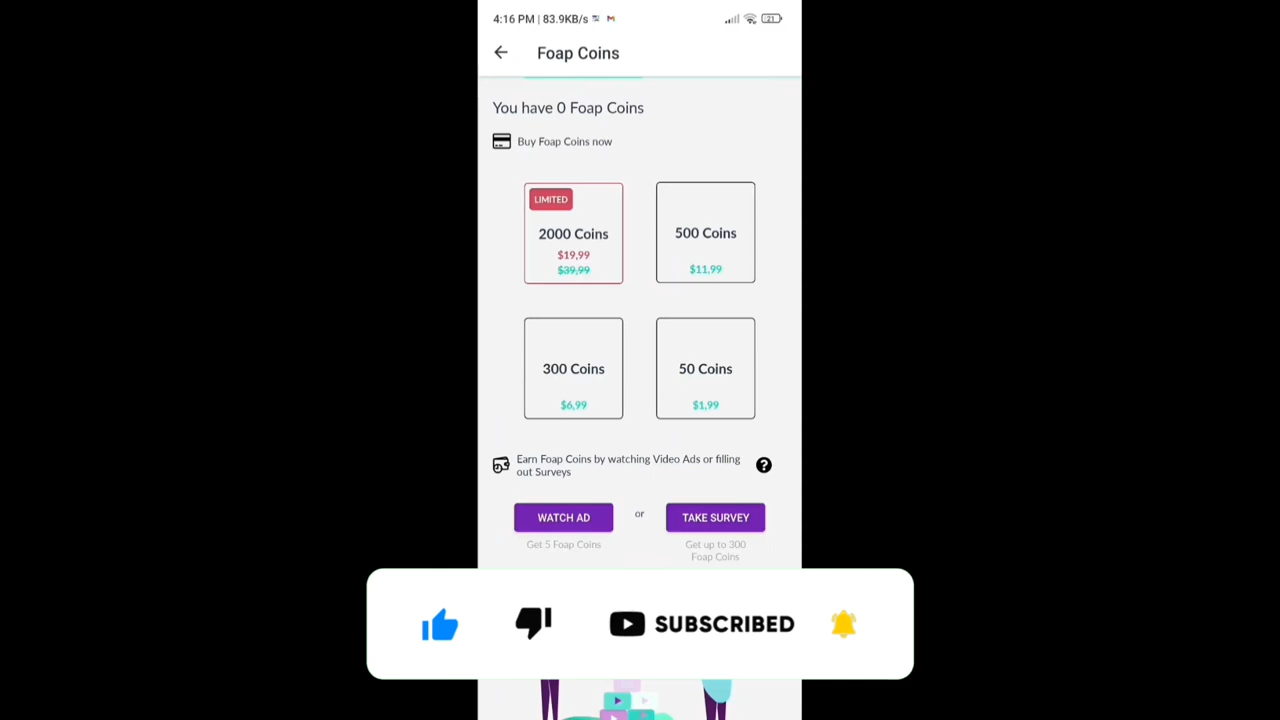 4:16 PM | 83.9KB/s
21
Foap Coins
You have 0 Foap Coins
Buy Foap Coins now
LIMITED
2000 Coins
$19,99
$39,99
500 Coins
$11,99
300 Coins
$6,99
50 Coins
$1,99
Earn Foap Coins by watching Video Ads or filling
out Surveys
?
WATCH AD
or
TAKE SURVEY
Get 5 Foap Coins
Get up to 300
Foap Coins
SUBSCRIBED